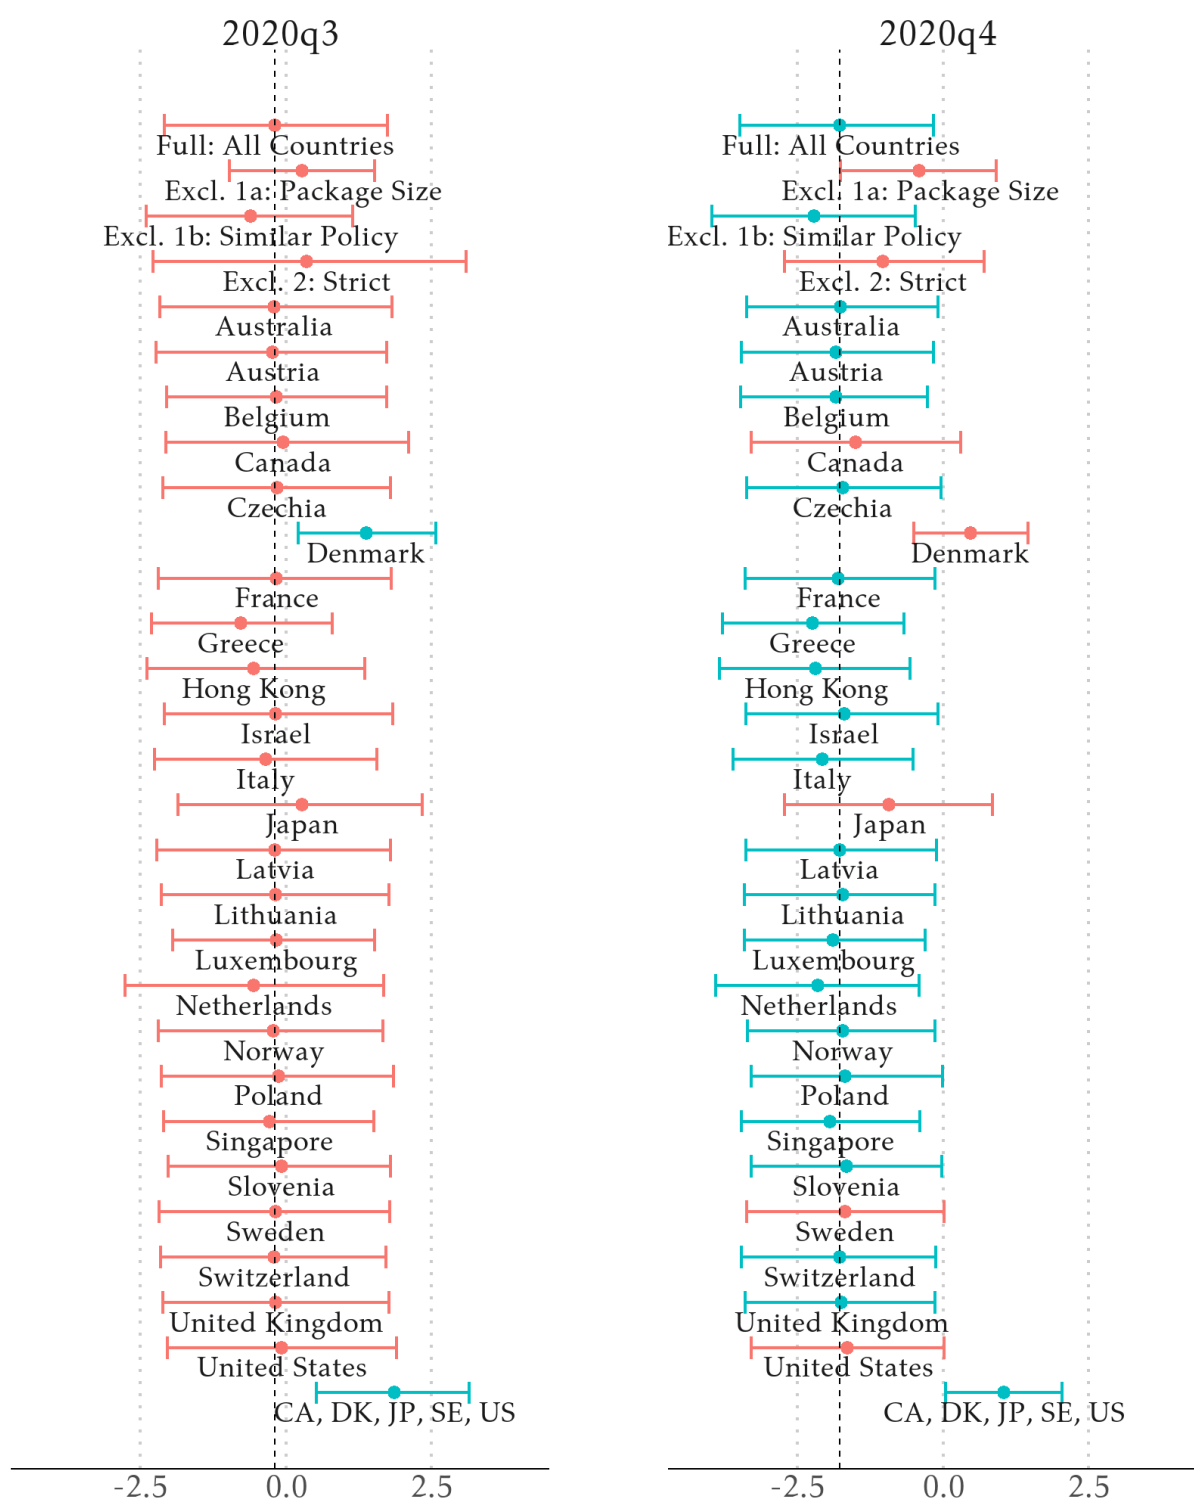 2020q3
Full: All Countries
Excl. 1a: Package Size
Excl. 1b: Similar Policy
Excl. 2: Strict
Australia
Austria
Belgium
Canada
Czechia
Denmark
France
Greece
Hong Kong
Israel
Italy
Japan
Latvia
Lithuania
Luxembourg
Netherlands
Norway
Poland
Singapore
Slovenia
Sweden
Switzerland
United Kingdom
United States
CA, DK, JP, SE, US
-2.5 0.0 2.5
2020q4
Full: All Countries
Excl. 1a: Package Size
Excl. 1b: Similar Policy
Excl. 2: Strict
Australia
Austria
Belgium
Canada
Czechia
Denmark
France
Greece
Hong Kong
Israel
Italy
Japan
Latvia
Lithuania
Luxembourg
Netherlands
Norway
Poland
Singapore
Slovenia
Sweden
Switzerland
United Kingdom
United States
CA, DK, JP, SE, US
-2.5 0.0 2.5